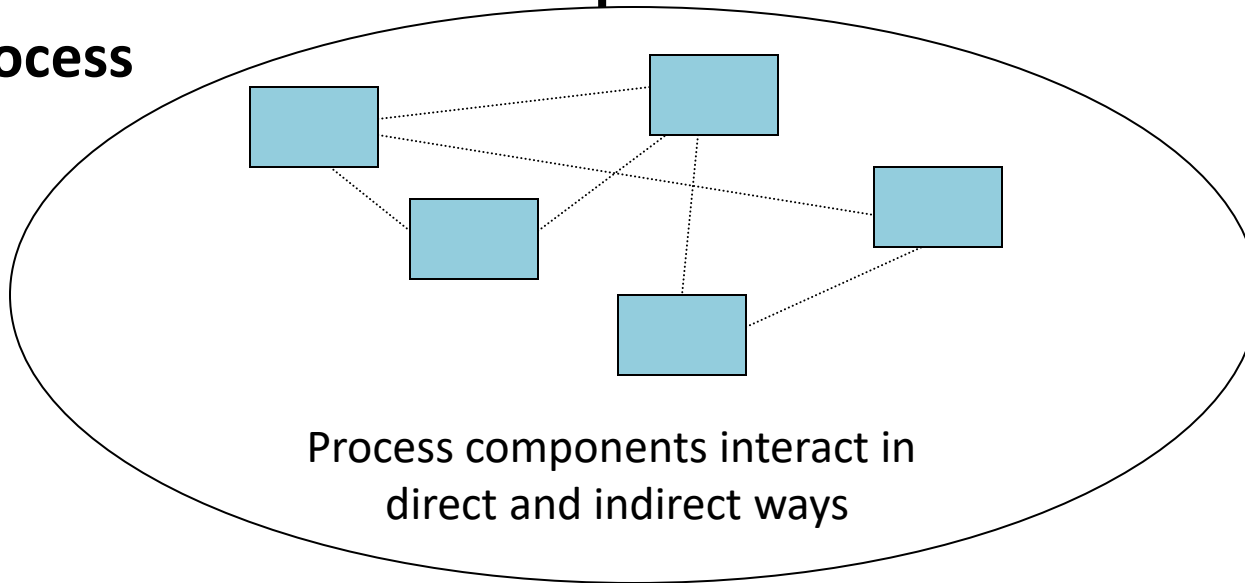 ocess
Process components interact in
direct and indirect ways